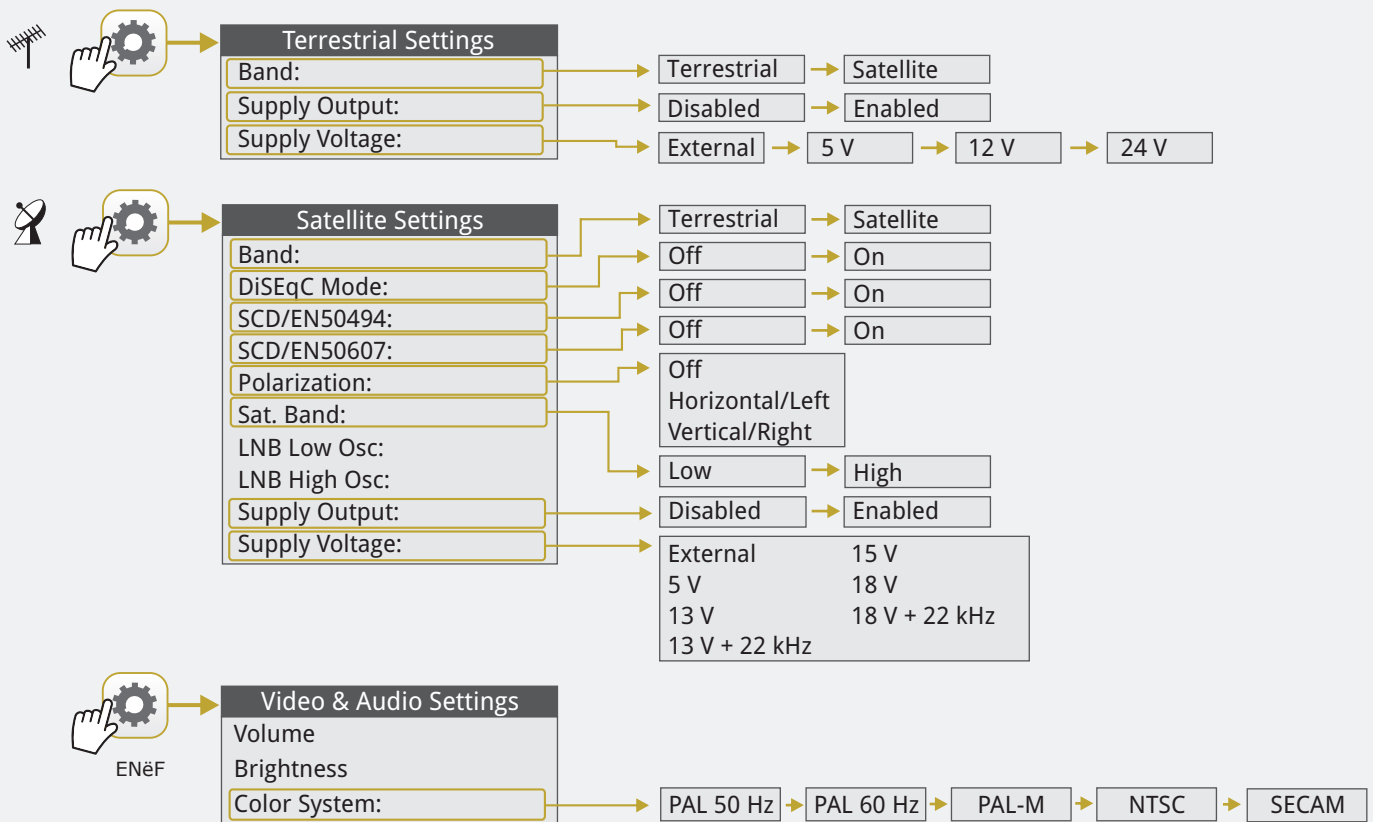 Terrestrial Settings
Band:
Terrestrial
Satellite
Supply Output:
Disabled
Enabled
Supply Voltage:
External
5 V
12 V
24 V
Satellite Settings
Band:
Terrestrial
Satellite
DiSEqC Mode:
Off
On
SCD/EN50494:
Off
On
SCD/EN50607:
Off
On
Polarization:
Off
Horizontal/Left
Vertical/Right
Sat. Band:
Low
High
LNB Low Osc:
LNB High Osc:
Supply Output:
Disabled
Enabled
Supply Voltage:
External
15 V
5 V
18 V
13 V
18 V + 22 kHz
13 V + 22 kHz
ENëF
Video & Audio Settings
Volume
Brightness
Color System:
PAL 50 Hz
PAL 60 Hz
PAL-M
NTSC
SECAM